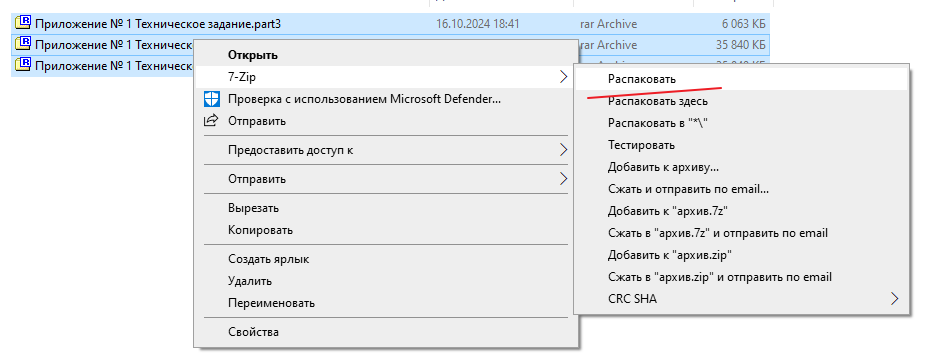 Приложение № 1 Техническое задание.part3 16.10.2024 18:41 rar Archive 6 063 КБ
Приложение № 1 Техническо rar Archive 35 840 КБ
Приложение № 1 Техническо
Открыть
7-Zip
Проверка с использованием Microsoft Defender...
Отправить
Предоставить доступ к
Отправить
Вырезать
Копировать
Создать ярлык
Удалить
Переименовать
Свойства
Распаковать
Распаковать здесь
Распаковать в "*\"
Тестировать
Добавить к архиву...
Сжать и отправить по email...
Добавить к "архив.7z"
Сжать в "архив.7z" и отправить по email
Добавить к "архив.zip"
Сжать в "архив.zip" и отправить по email
CRC SHA